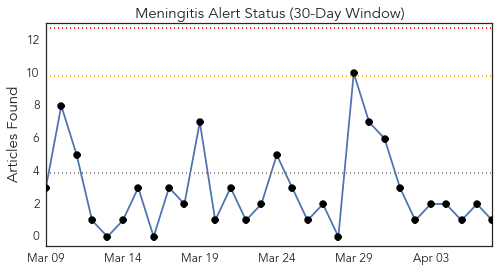 Meningitis Alert Status (30-Day Window)
Articles Found
12
10
8
6
4
2
0
Mar 09 Mar 14 Mar 19 Mar 24 Mar 29 Apr 03